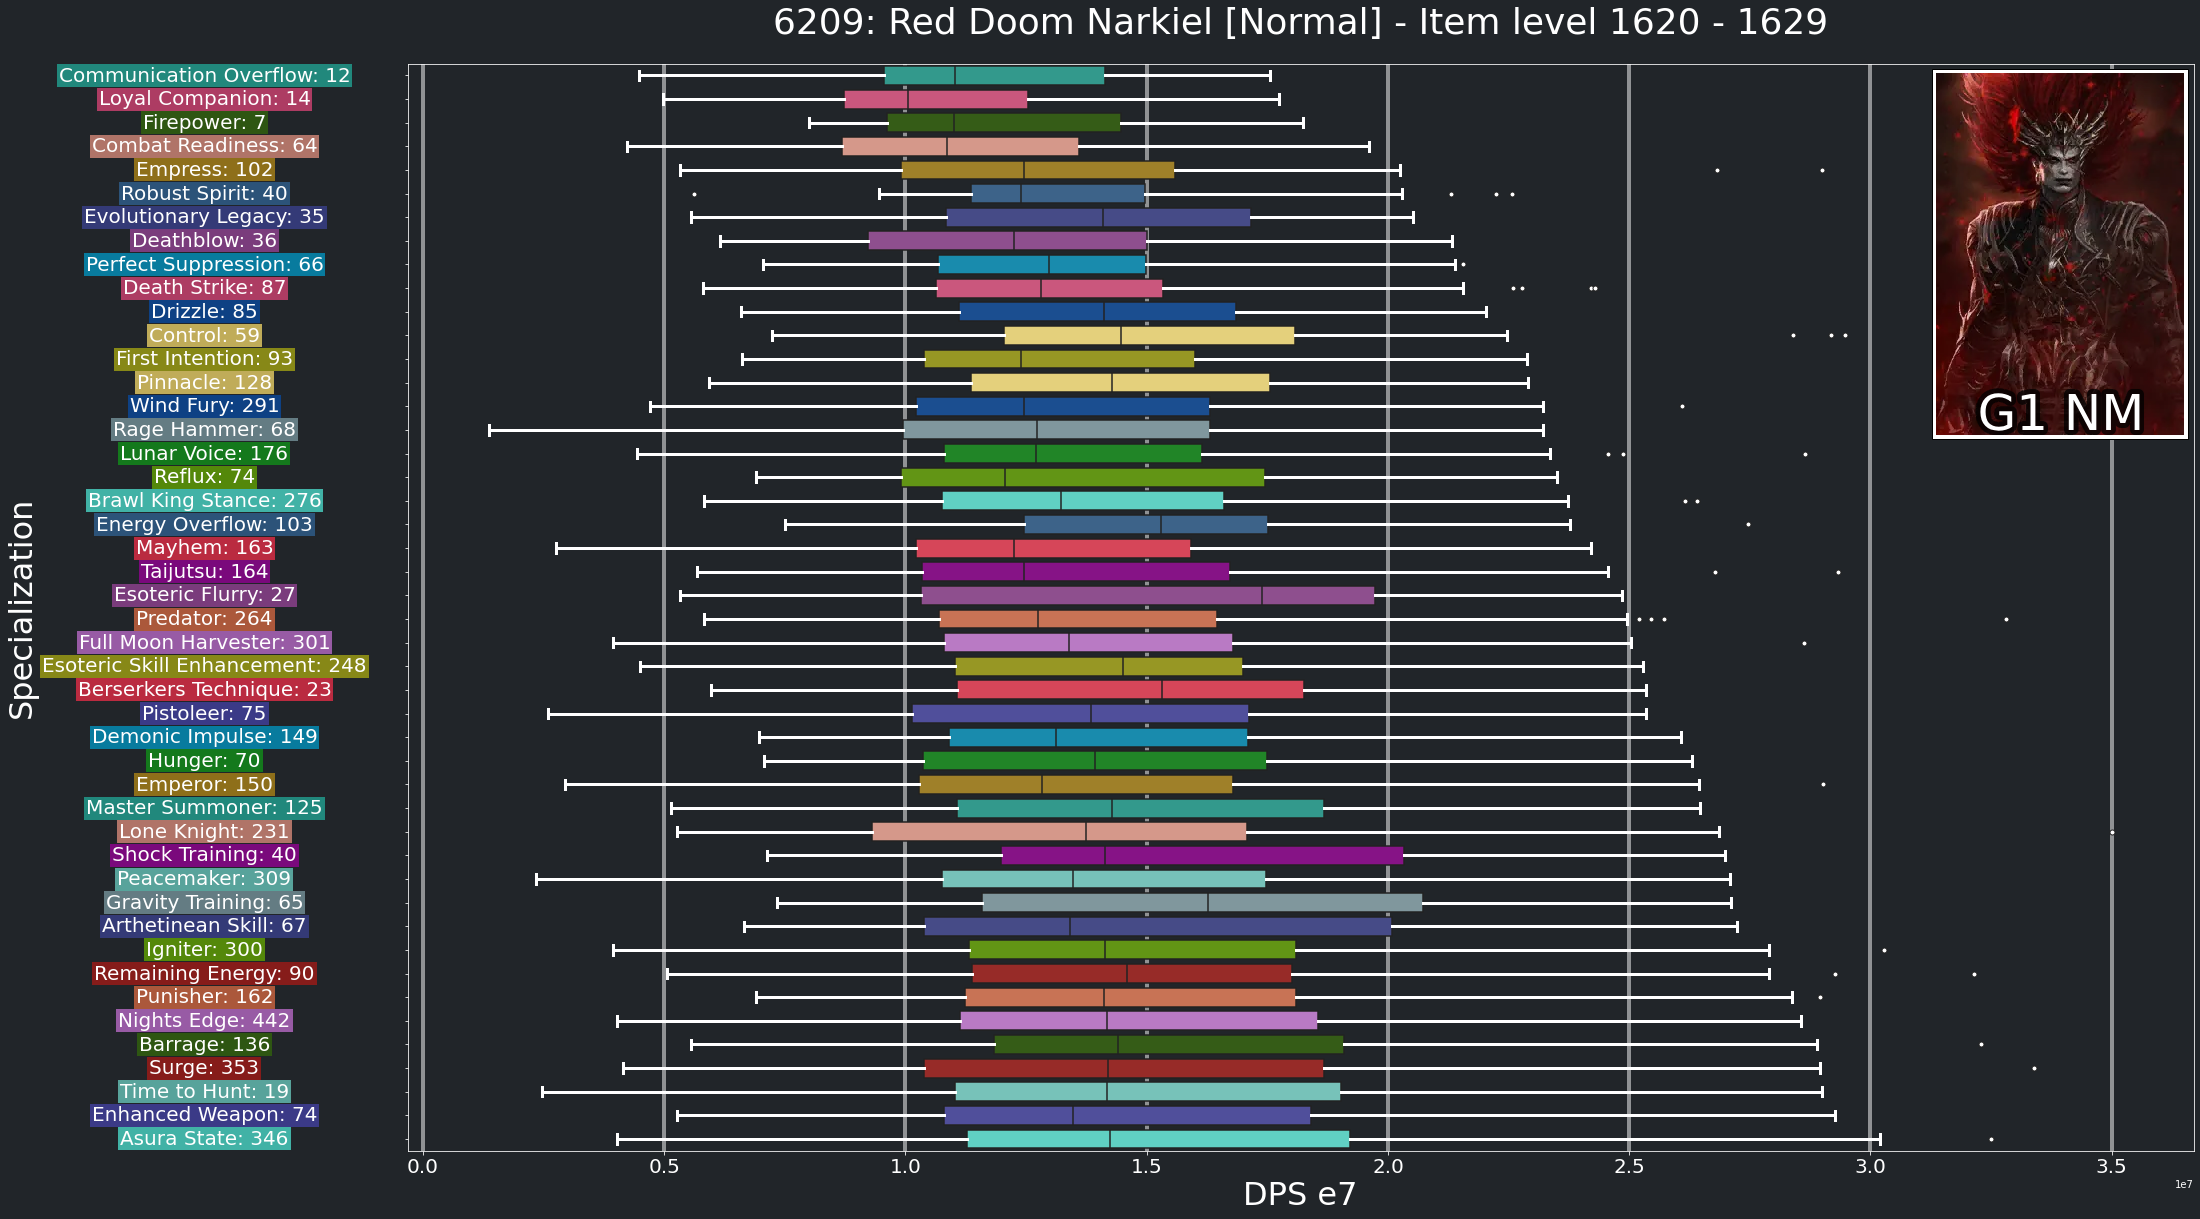 6209: Red Doom Narkiel [Normal] - Item level 1620 - 1629
Communication Overflow: 12
Loyal Companion: 14
Firepower: 7
Combat Readiness: 64
Empress: 102
Robust Spirit: 40
Evolutionary Legacy: 35
Deathblow: 36
Perfect Suppression: 66
Death Strike: 87
Drizzle: 85
Control: 59
First Intention: 93
Pinnacle: 128
Wind Fury: 291
Rage Hammer: 68
Lunar Voice: 176
Reflux: 74
Brawl King Stance: 276
Energy Overflow: 103
Mayhem: 163
Taijutsu: 164
Esoteric Flurry: 27
Predator: 264
Full Moon Harvester: 301
Esoteric Skill Enhancement: 248
Berserkers Technique: 23
Pistoleer: 75
Demonic Impulse: 149
Hunger: 70
Emperor: 150
Master Summoner: 125
Lone Knight: 231
Shock Training: 40
Peacemaker: 309
Gravity Training: 65
Arthetinean Skill: 67
Igniter: 300
Remaining Energy: 90
Punisher: 162
Nights Edge: 442
Barrage: 136
Surge: 353
Time to Hunt: 19
Enhanced Weapon: 74
Asura State: 346
Specialization
G1 NM
0.0 0.5 1.0 1.5 2.0 2.5 3.0 3.5
1e7
DPS e7